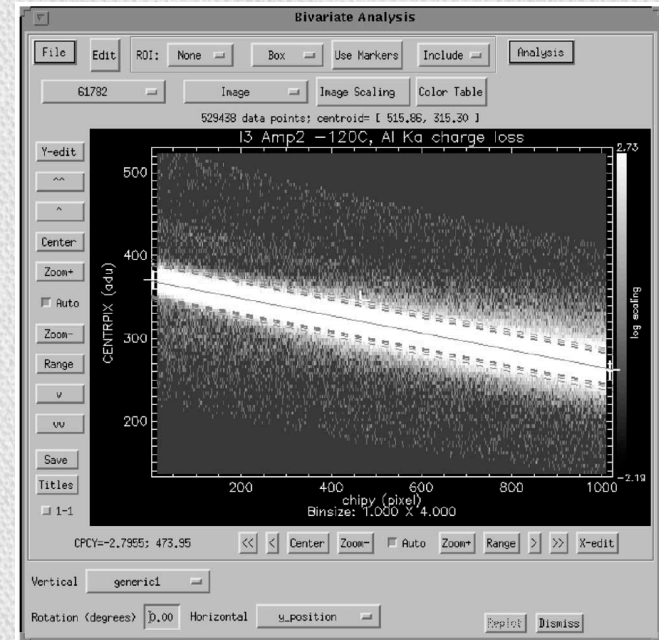 Bivariate Analysis
File Edit ROI: None Box Use Markers Include Analysis
61782 Image Image Scaling Color Table
529438 data points; centroid= [ 515.86, 315.30 ]
I3 Amp2 −120C, Al Ka charge loss
2.73
Y-edit
^^
^
Center
Zoom+
Auto
Zoom-
Range
v
vv
Save
Titles
1-1
CENTRPIX (adu)
500
400
300
200
log scaling
−2.19
200 400 600 800 1000
chipy (pixel)
Binsize: 1.000 X 4.000
CPCY=-2.7955; 473.95 << < Center Zoom- Auto Zoom+ Range > >> X-edit
Vertical generic1
Rotation (degrees) 0.00 Horizontal y_position Replot Dismiss